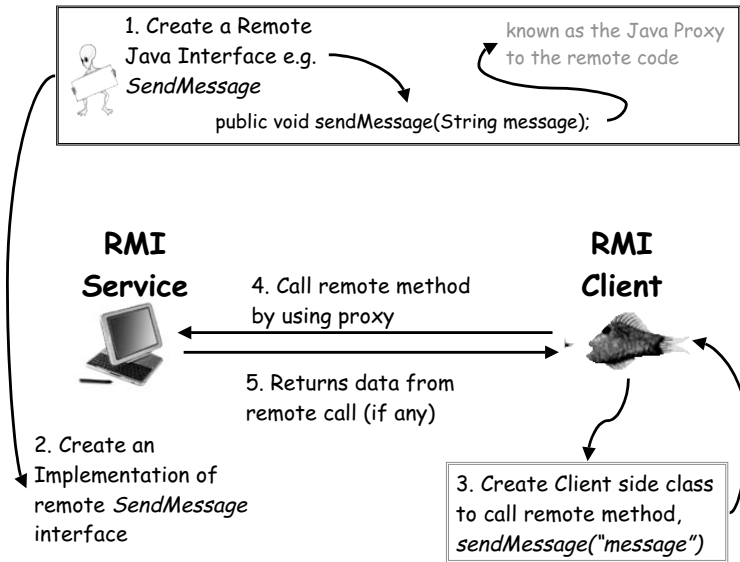 1. Create a Remote
Java Interface e.g.
SendMessage
known as the Java Proxy
to the remote code
public void sendMessage(String message);
RMI
Service
RMI
Client
4. Call remote method
by using proxy
5. Returns data from
remote call (if any)
2. Create an
Implementation of
remote SendMessage
interface
3. Create Client side class
to call remote method,
sendMessage(“message”)